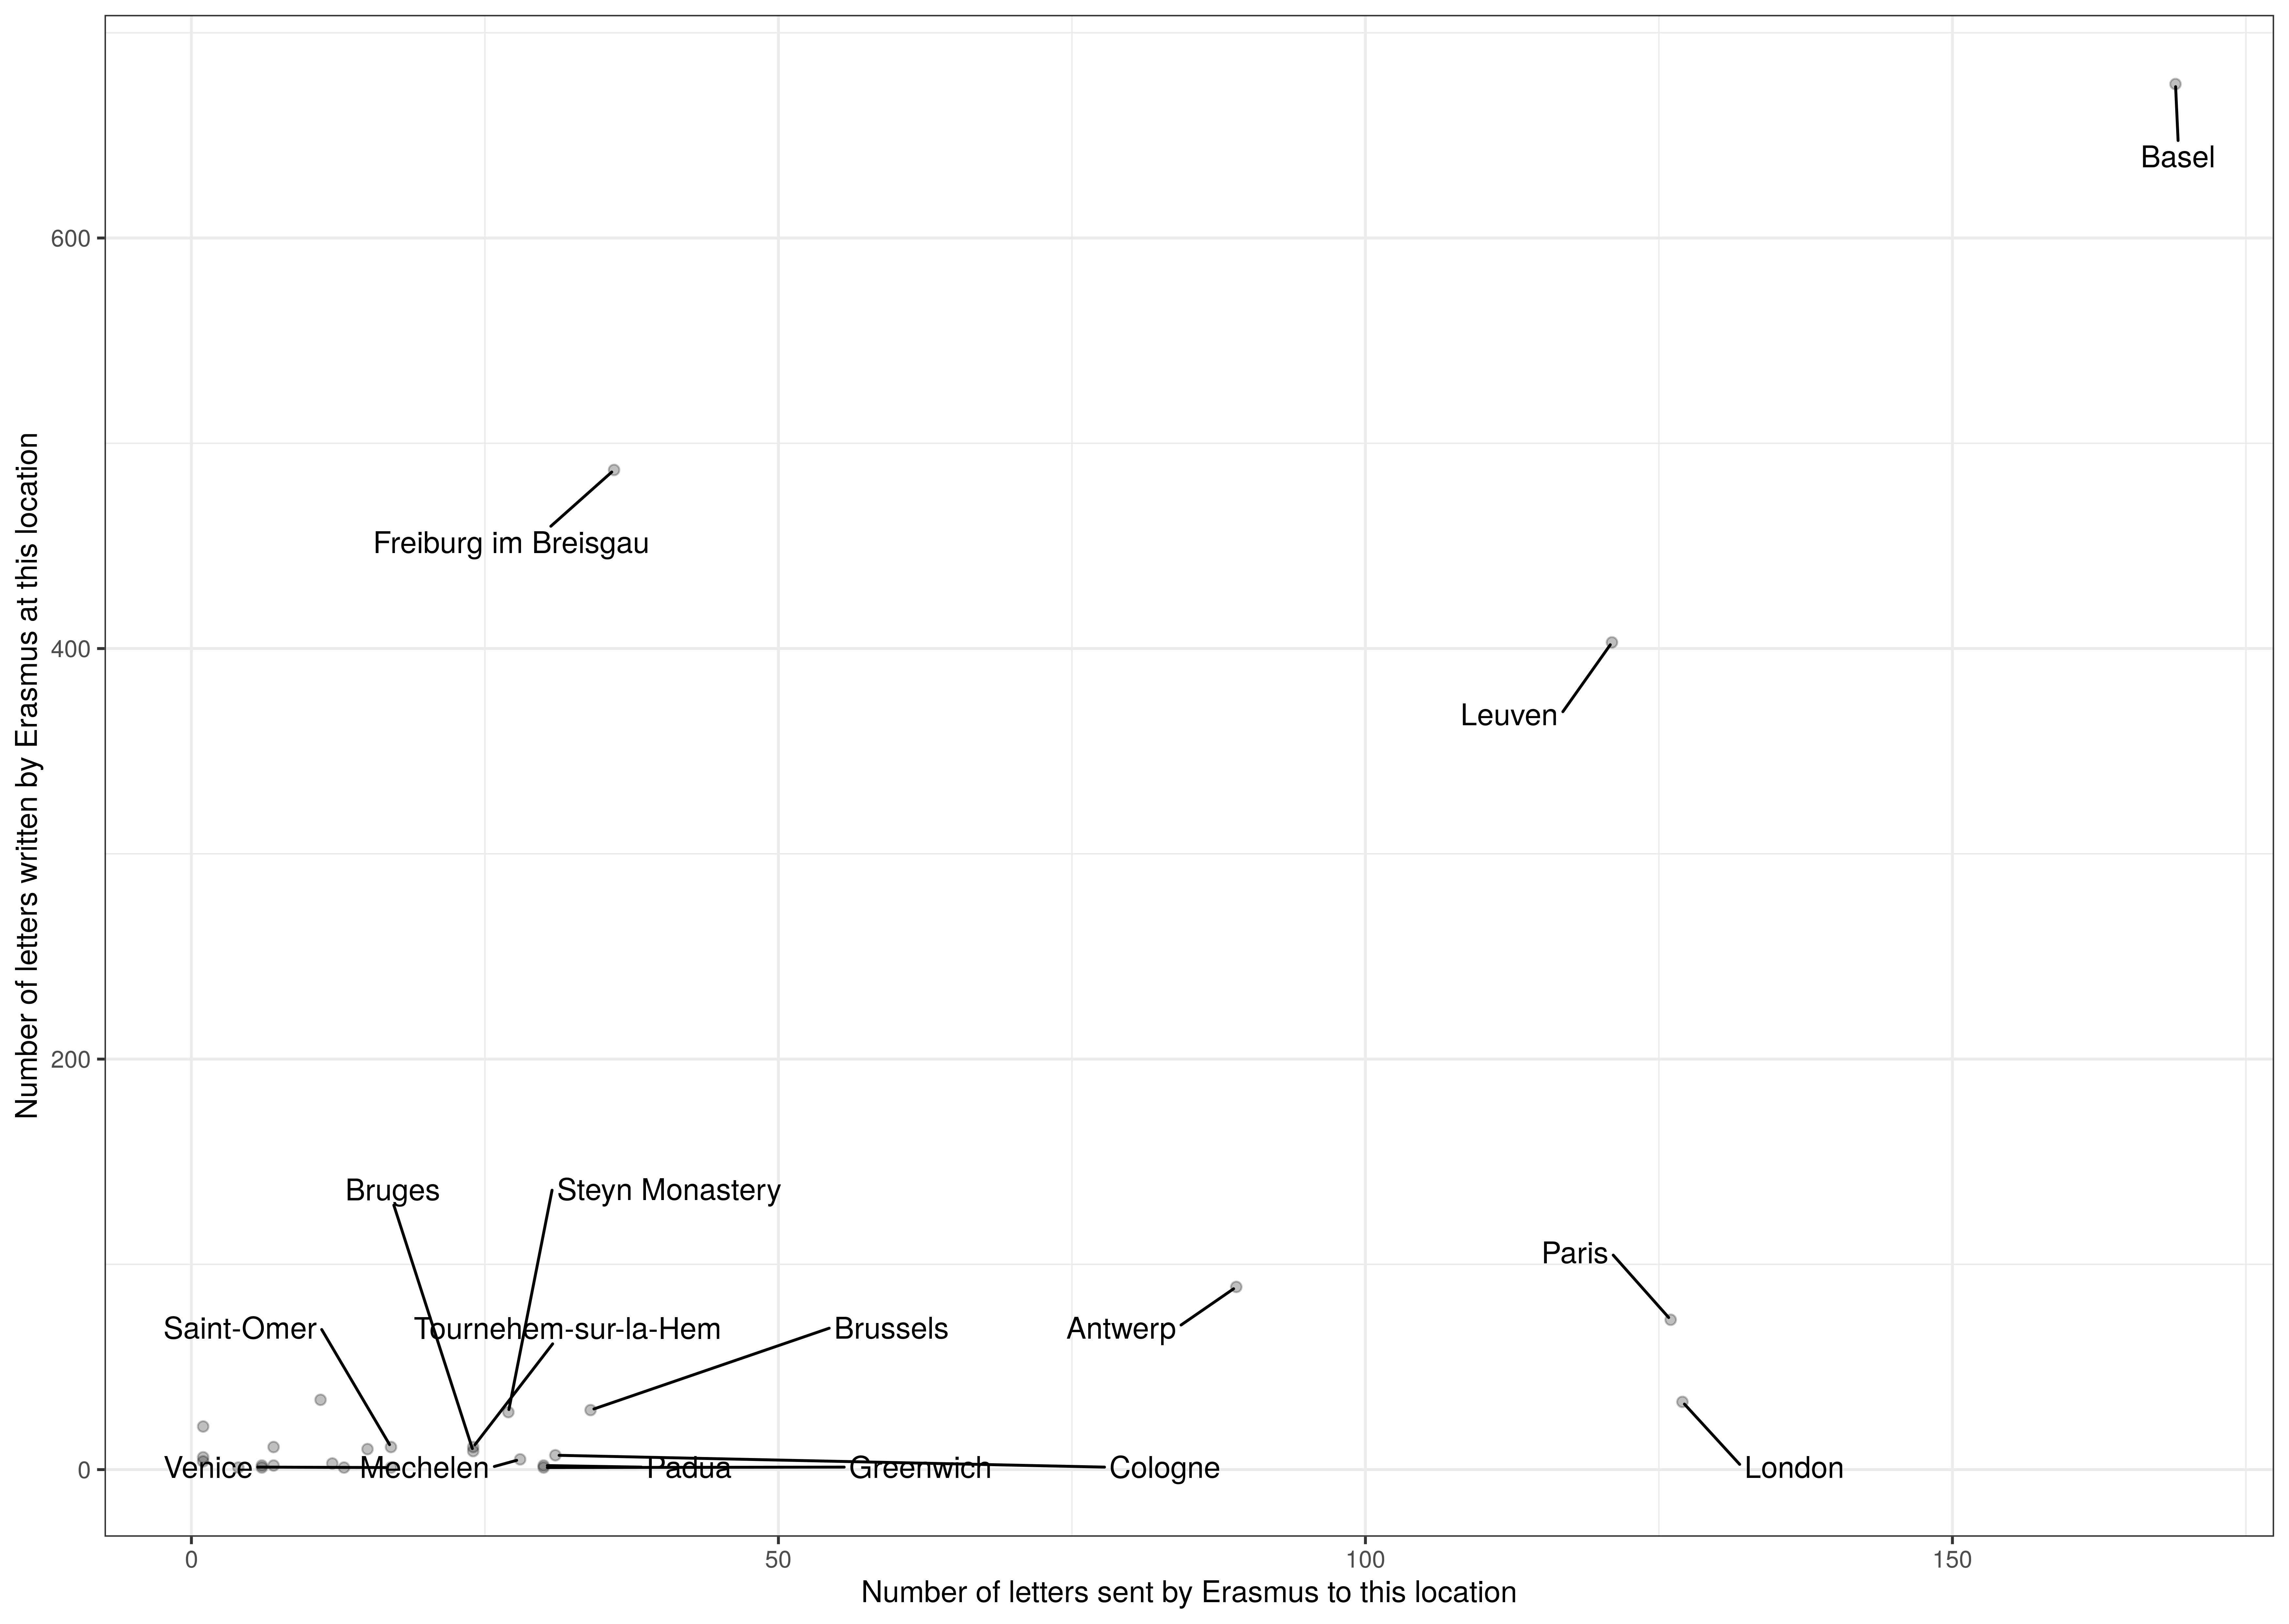 Basel
600
Freiburg im Breisgau
400
Leuven
Number of letters written by Erasmus at this location
200
Bruges
Steyn Monastery
Paris
Saint-Omer
Tournehem-sur-la-Hem
Brussels
Antwerp
0
Venice
Mechelen
Padua
Greenwich
Cologne
London
0
50
100
150
Number of letters sent by Erasmus to this location